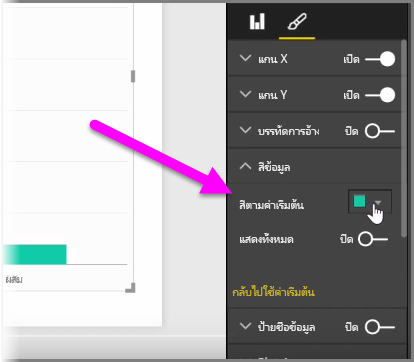 แกน X เปิด
แกน Y เปิด
บรรทัดการอ้าง ปิด
สีข้อมูล
สีตามค่าเริ่มต้น
แสดงทั้งหมด ปิด
ผสม
กลับไปใช้ค่าเริ่มต้น
ป้ายชื่อข้อมูล ปิด